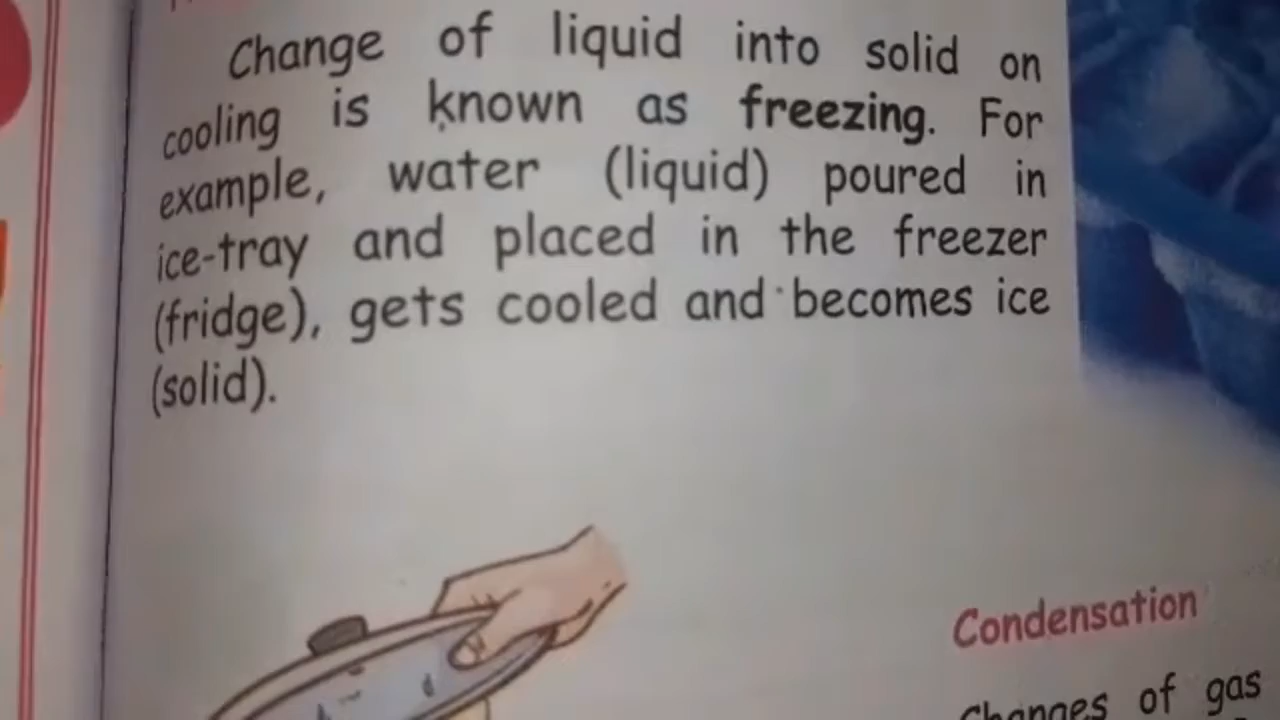 Change of liquid into solid on
cooling is known as freezing. For
example, water (liquid) poured in
ice-tray and placed in the freezer
(fridge), gets cooled and becomes ice
(solid).
Condensation
Changes of gas